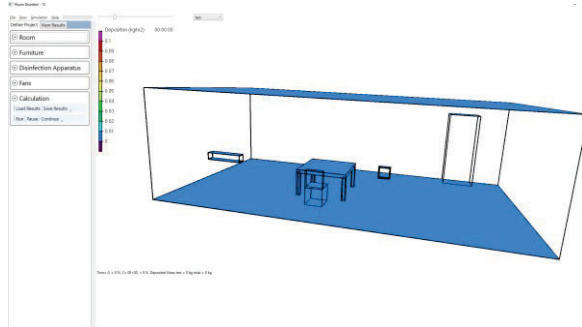 Room Disinfect - 1D
File View Simulation Help
Define Project View Results
Test
Room
Furniture
Disinfection Apparatus
Fans
Calculation
Load Results Save Results
Run Pause Continue
Deposition (kg/m2) 00:00:00
0.1
0.09
0.08
0.07
0.06
0.05
0.04
0.03
0.02
0.01
0